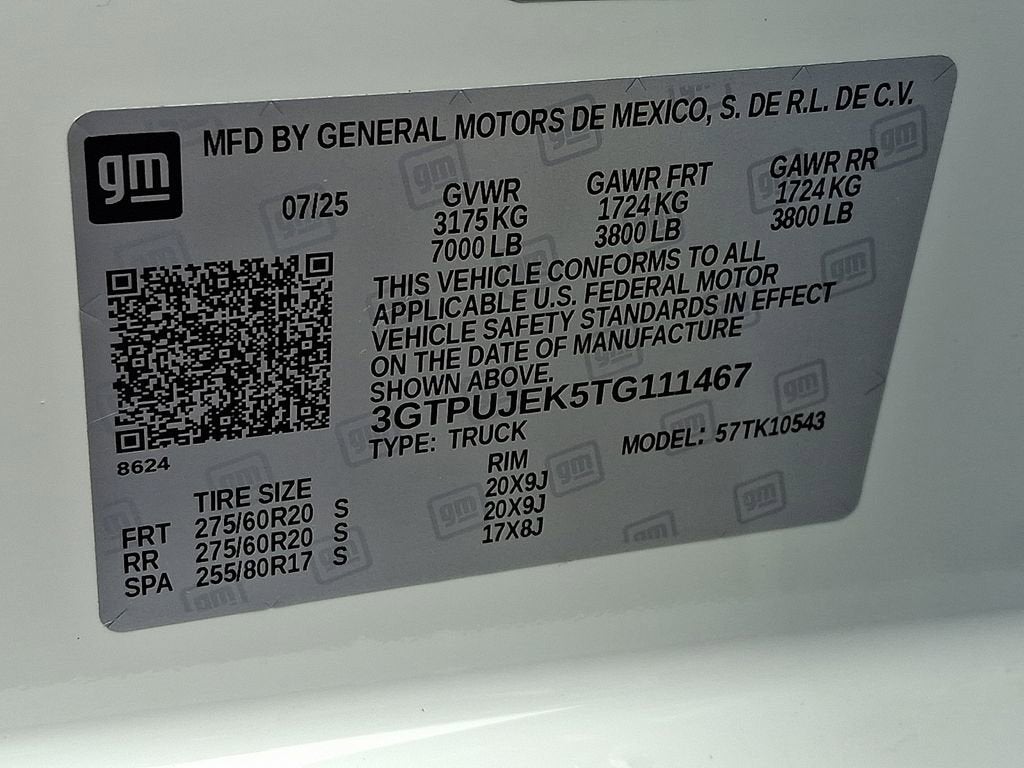 gm
MFD BY GENERAL MOTORS DE MEXICO, S. DE R.L. DE C.V.
07/25
GVWR
3175 KG
7000 LB
GAWR FRT
1724 KG
3800 LB
GAWR RR
1724 KG
3800 LB
THIS VEHICLE CONFORMS TO ALL
APPLICABLE U.S. FEDERAL MOTOR
VEHICLE SAFETY STANDARDS IN EFFECT
ON THE DATE OF MANUFACTURE
SHOWN ABOVE.
3GTPUJEK5TG111467
TYPE: TRUCK MODEL: 57TK10543
8624
TIRE SIZE RIM
FRT 275/60R20 S 20X9J
RR 275/60R20 S 20X9J
SPA 255/80R17 S 17X8J